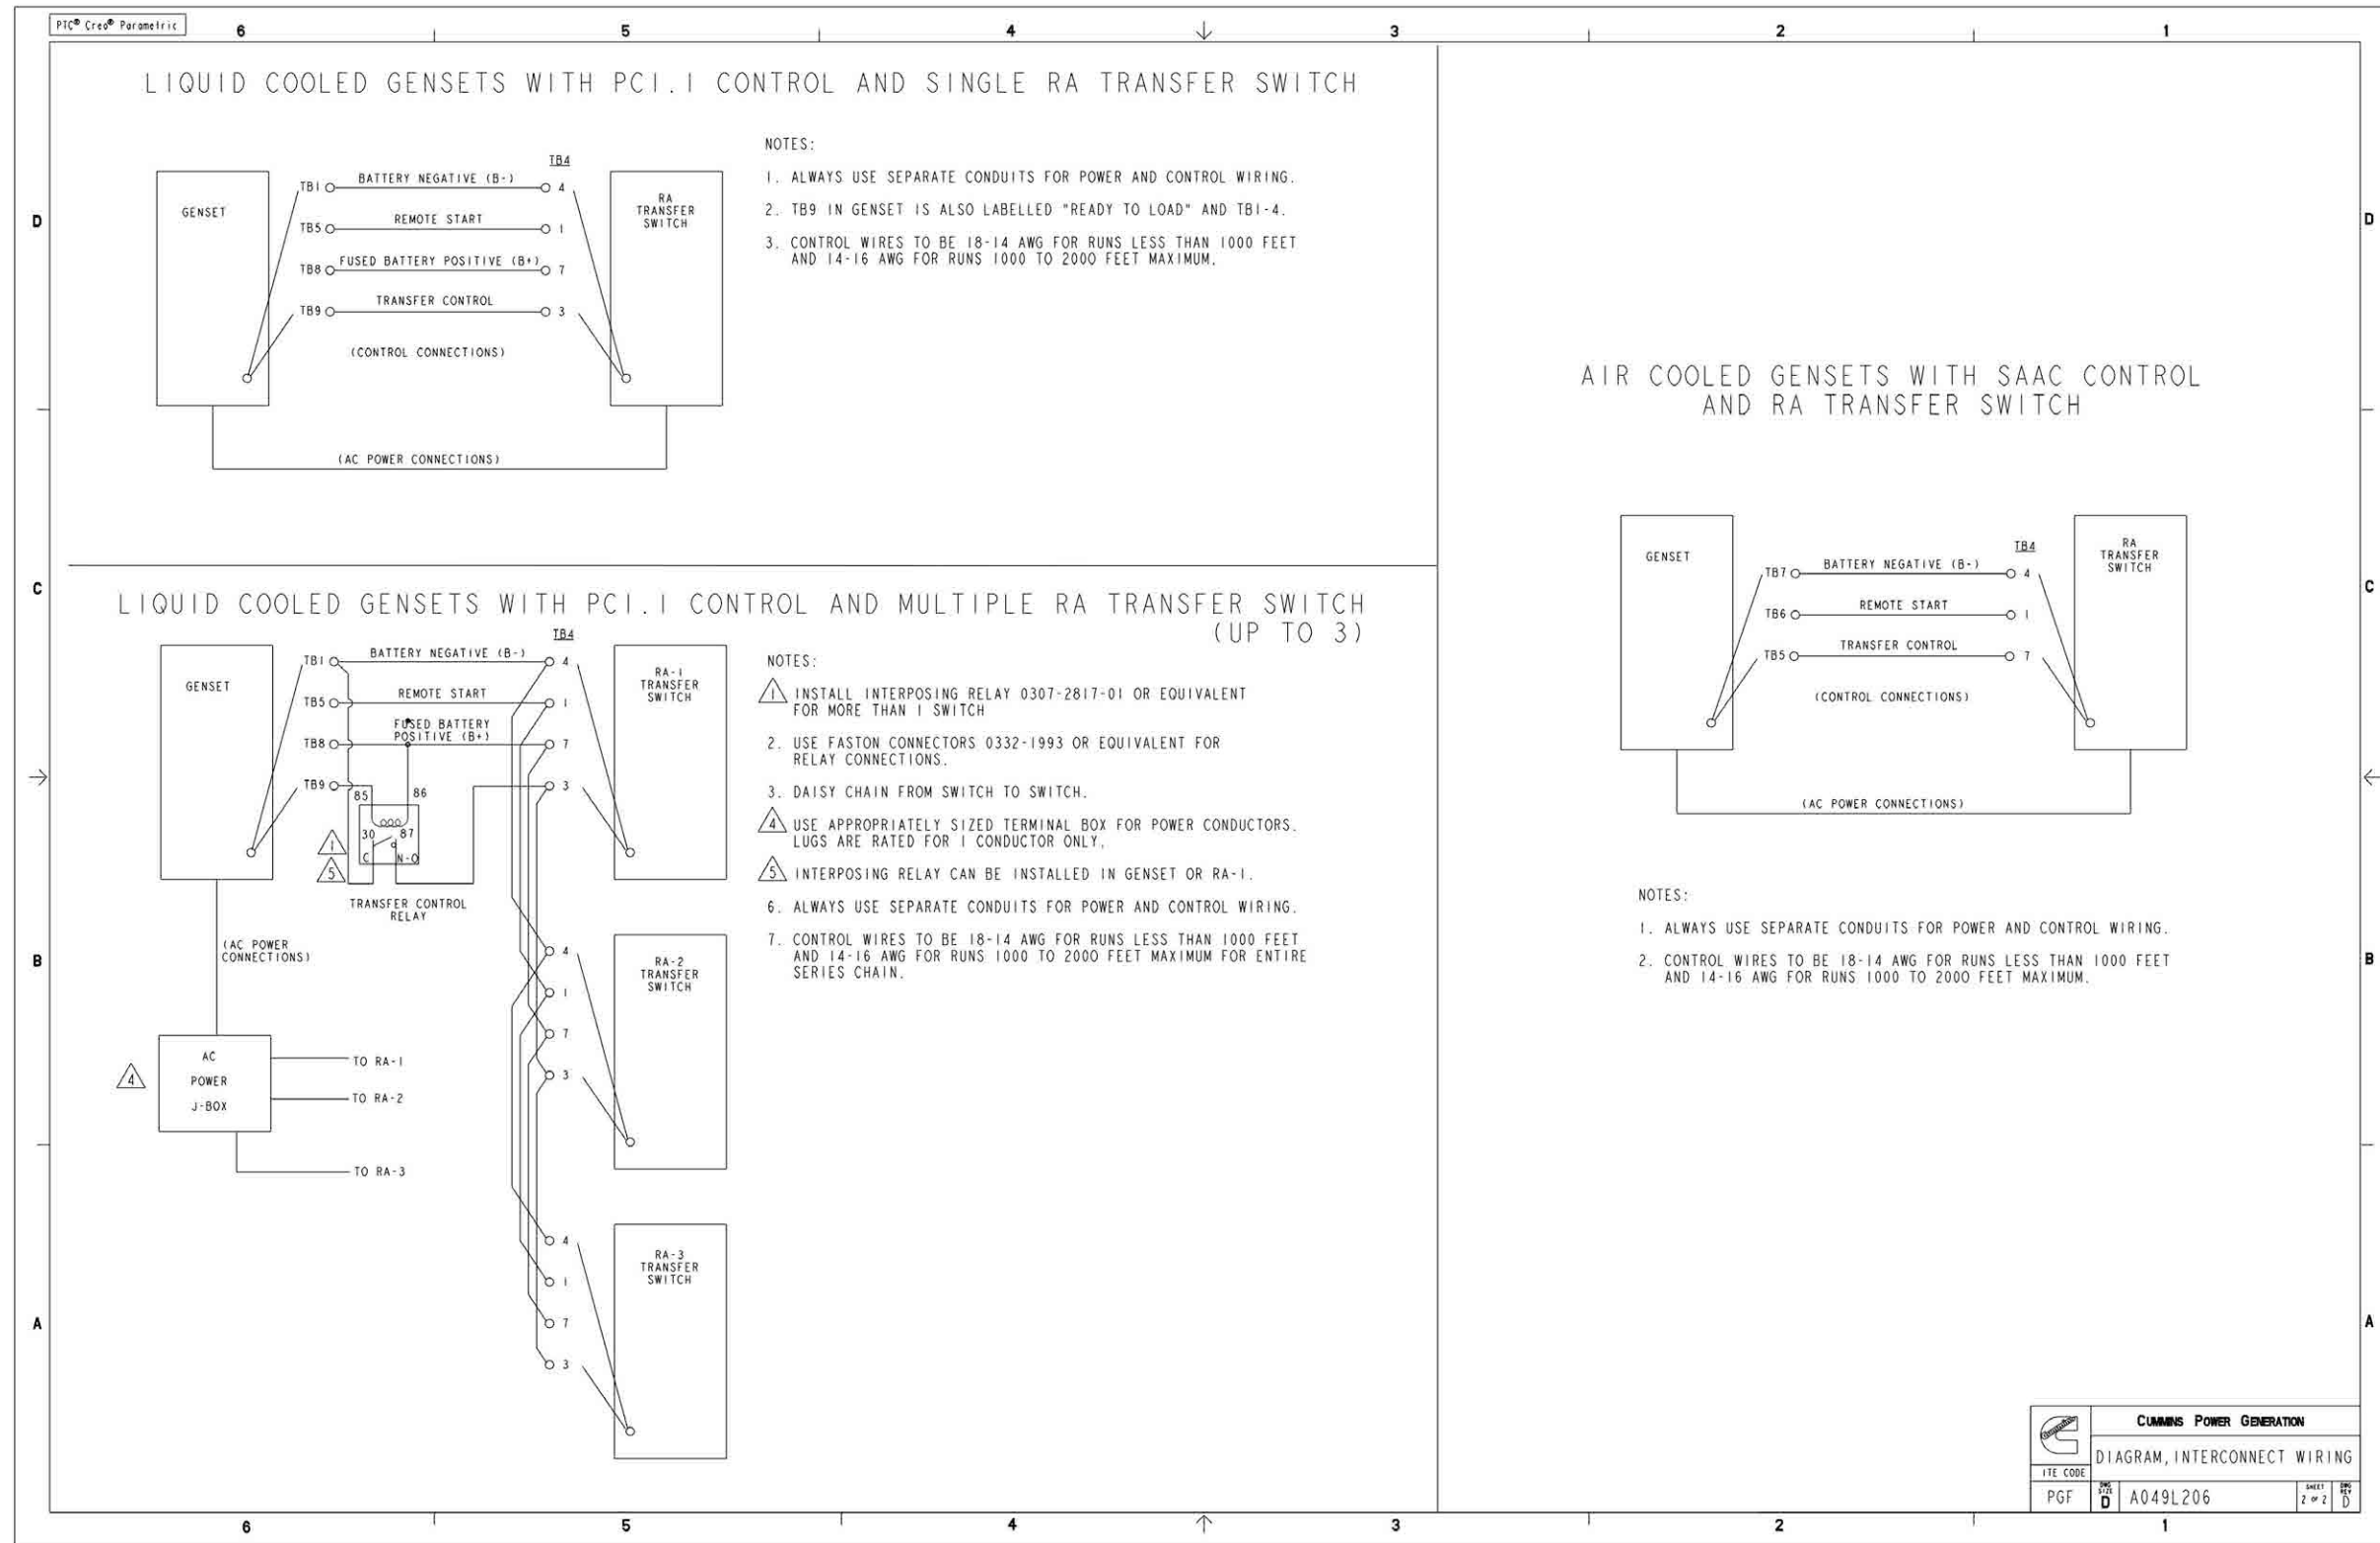 PTC® Creo® Parametric
6 5 4 3 2 1
D
C
B
A
LIQUID COOLED GENSETS WITH PC1.1 CONTROL AND SINGLE RA TRANSFER SWITCH
GENSET
TB4
TB1 BATTERY NEGATIVE (B-) 4
TB5 REMOTE START 1
TB8 FUSED BATTERY POSITIVE (B+) 7
TB9 TRANSFER CONTROL 3
(CONTROL CONNECTIONS)
RA
TRANSFER
SWITCH
(AC POWER CONNECTIONS)
NOTES:
1. ALWAYS USE SEPARATE CONDUITS FOR POWER AND CONTROL WIRING.
2. TB9 IN GENSET IS ALSO LABELLED "READY TO LOAD" AND TB1-4.
3. CONTROL WIRES TO BE 18-14 AWG FOR RUNS LESS THAN 1000 FEET
AND 14-16 AWG FOR RUNS 1000 TO 2000 FEET MAXIMUM.
LIQUID COOLED GENSETS WITH PC1.1 CONTROL AND MULTIPLE RA TRANSFER SWITCH
(UP TO 3)
GENSET
TB4
TB1 BATTERY NEGATIVE (B-) 4
TB5 REMOTE START 1
FUSED BATTERY
POSITIVE (B+)
TB8 7
TB9 3
85 86
30 87
C N-O
1
5
TRANSFER CONTROL
RELAY
RA-1
TRANSFER
SWITCH
(AC POWER
CONNECTIONS)
4
1
7
3
RA-2
TRANSFER
SWITCH
4
AC
POWER
J-BOX
TO RA-1
TO RA-2
TO RA-3
4
1
7
3
RA-3
TRANSFER
SWITCH
NOTES:
1 INSTALL INTERPOSING RELAY 0307-2817-01 OR EQUIVALENT
FOR MORE THAN 1 SWITCH
2. USE FASTON CONNECTORS 0332-1993 OR EQUIVALENT FOR
RELAY CONNECTIONS.
3. DAISY CHAIN FROM SWITCH TO SWITCH.
4 USE APPROPRIATELY SIZED TERMINAL BOX FOR POWER CONDUCTORS.
LUGS ARE RATED FOR 1 CONDUCTOR ONLY.
5 INTERPOSING RELAY CAN BE INSTALLED IN GENSET OR RA-1.
6. ALWAYS USE SEPARATE CONDUITS FOR POWER AND CONTROL WIRING.
7. CONTROL WIRES TO BE 18-14 AWG FOR RUNS LESS THAN 1000 FEET
AND 14-16 AWG FOR RUNS 1000 TO 2000 FEET MAXIMUM FOR ENTIRE
SERIES CHAIN.
AIR COOLED GENSETS WITH SAAC CONTROL
AND RA TRANSFER SWITCH
GENSET
TB4
TB7 BATTERY NEGATIVE (B-) 4
TB6 REMOTE START 1
TB5 TRANSFER CONTROL 7
(CONTROL CONNECTIONS)
RA
TRANSFER
SWITCH
(AC POWER CONNECTIONS)
NOTES:
1. ALWAYS USE SEPARATE CONDUITS FOR POWER AND CONTROL WIRING.
2. CONTROL WIRES TO BE 18-14 AWG FOR RUNS LESS THAN 1000 FEET
AND 14-16 AWG FOR RUNS 1000 TO 2000 FEET MAXIMUM.
D
C
B
A
CUMMINS POWER GENERATION
DIAGRAM, INTERCONNECT WIRING
ITE CODE
PGF
DWG SIZE
D
A049L206
SHEET
2 OF 2
DWG REV
D
6 5 4 3 2 1